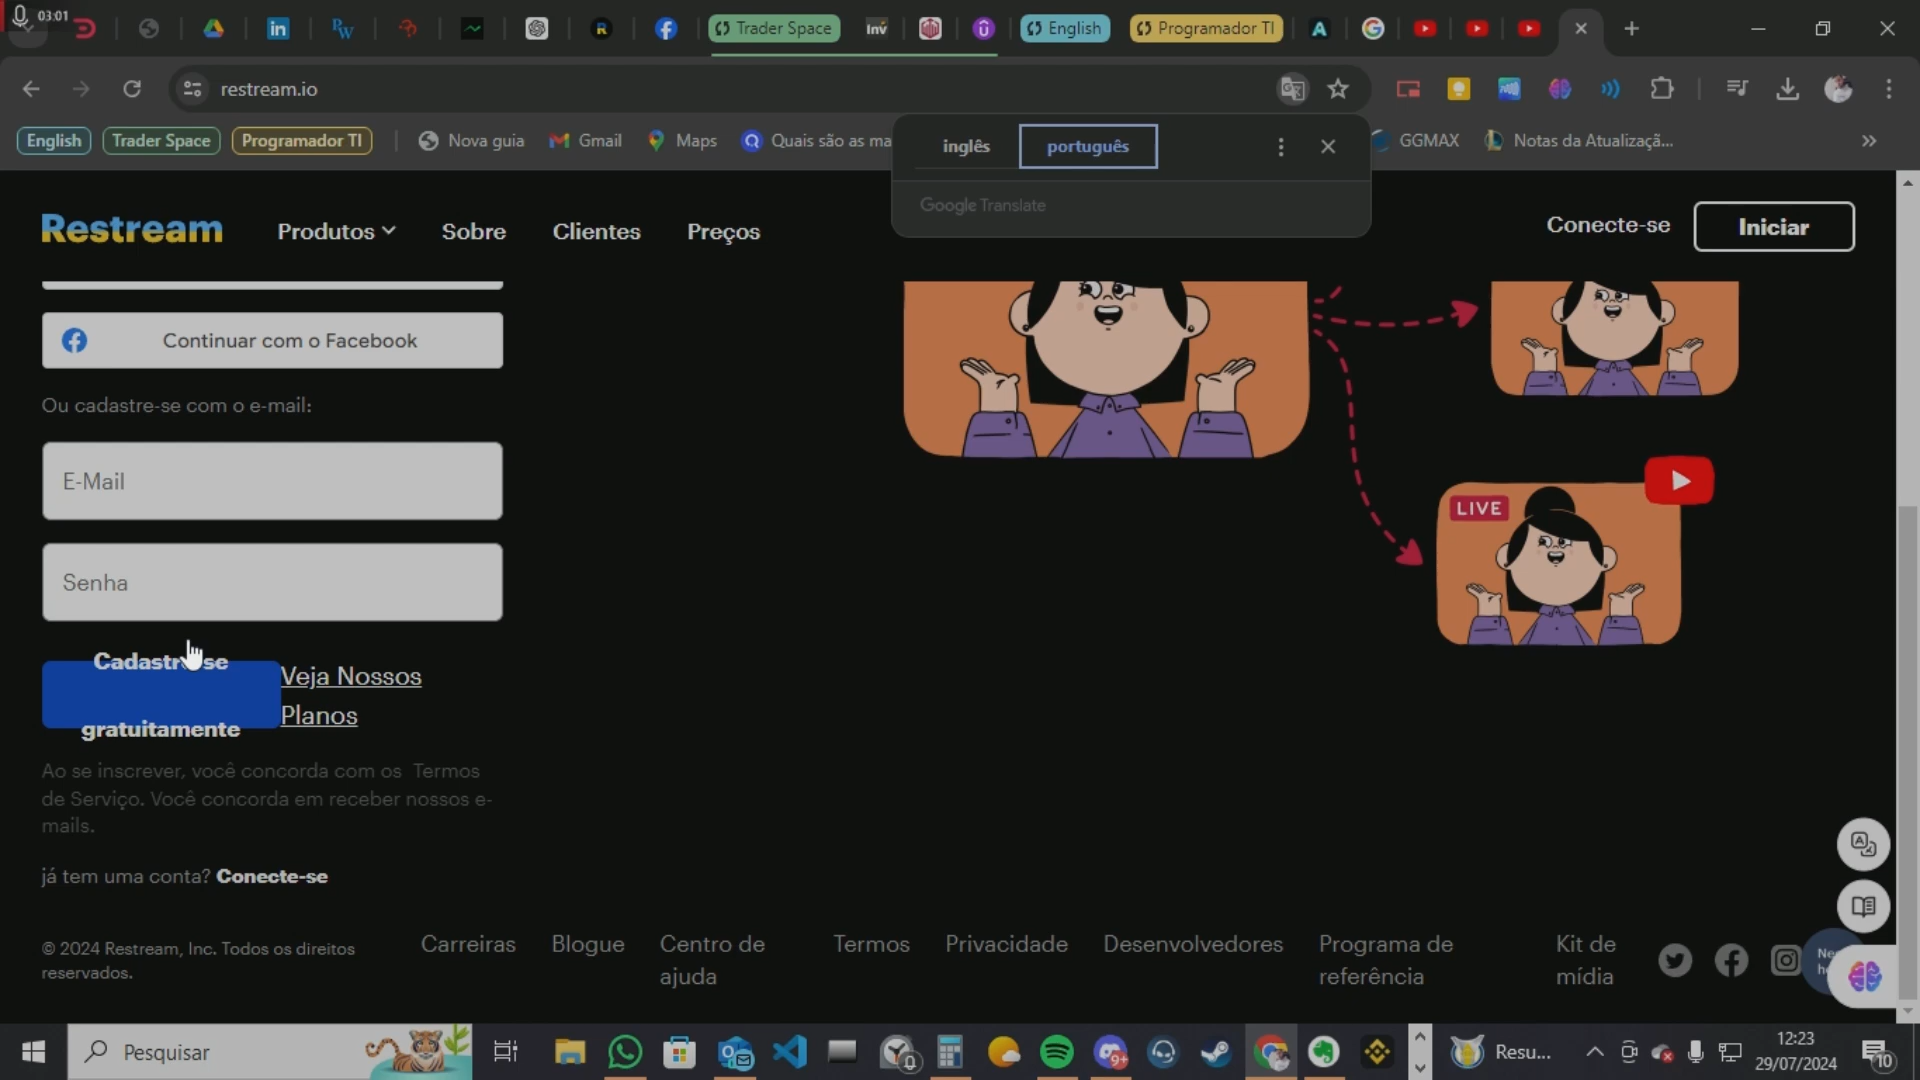 03:01
Trader Space
Inv
English
Programador TI
restream.io
English
Trader Space
Programador TI
Nova guia
Gmail
Maps
Quais são as ma
GGMAX
Notas da Atualizaçã...
inglês
português
Google Translate
Restream
Produtos
Sobre
Clientes
Preços
Conecte-se
Iniciar
Continuar com o Facebook
Ou cadastre-se com o e-mail:
E-Mail
Senha
gratuitamente
Veja Nossos
Planos
Ao se inscrever, você concorda com os Termos
de Serviço. Você concorda em receber nossos e-
mails.
já tem uma conta? Conecte-se
LIVE
© 2024 Restream, Inc. Todos os direitos
reservados.
Carreiras
Blogue
Centro de
ajuda
Termos
Privacidade
Desenvolvedores
Programa de
referência
Kit de
mídia
Pesquisar
9+
Resu...
12:23
29/07/2024
10